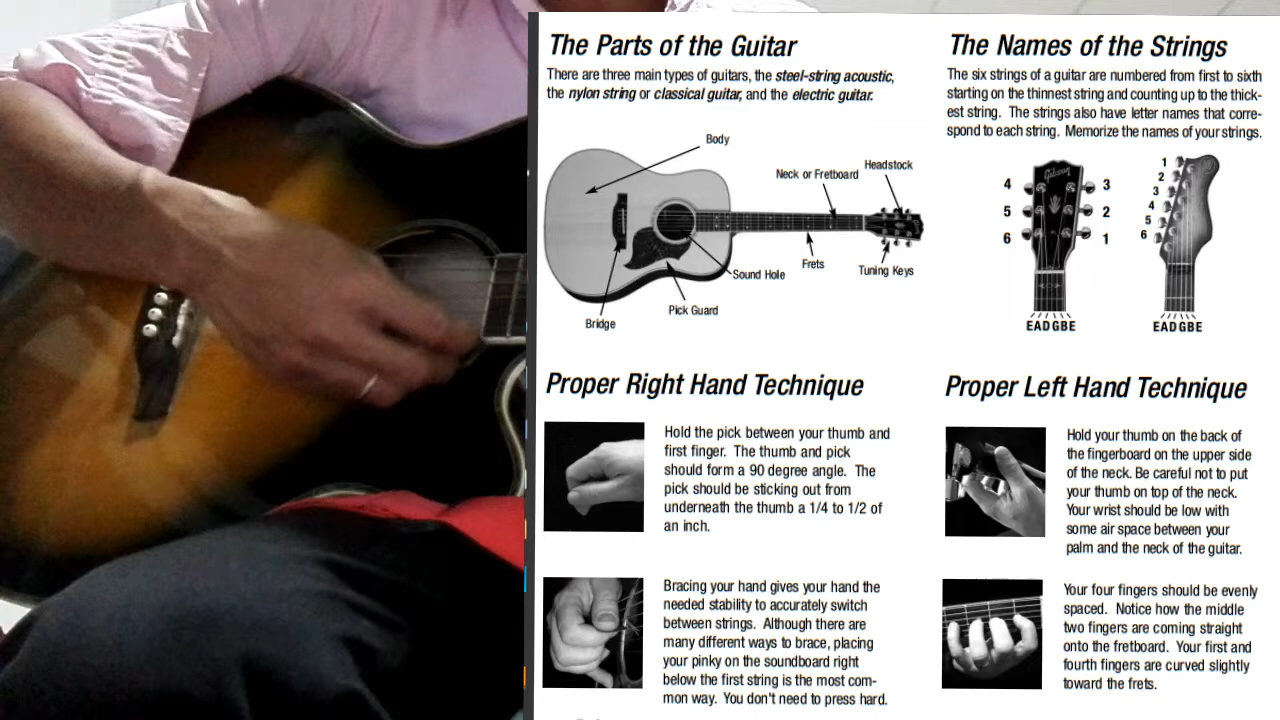 The Parts of the Guitar
There are three main types of guitars, the steel-string acoustic,
the nylon string or classical guitar, and the electric guitar.
Body
Neck or Fretboard
Headstock
Sound Hole
Frets
Tuning Keys
Pick Guard
Bridge
The Names of the Strings
The six strings of a guitar are numbered from first to sixth
starting on the thinnest string and counting up to the thick-
est string. The strings also have letter names that corre-
spond to each string. Memorize the names of your strings.
Gibson
4 3
5 2
6 1
EADGBE
1
2
3
4
5
6
EADGBE
Proper Right Hand Technique
Hold the pick between your thumb and
first finger. The thumb and pick
should form a 90 degree angle. The
pick should be sticking out from
underneath the thumb a 1/4 to 1/2 of
an inch.
Bracing your hand gives your hand the
needed stability to accurately switch
between strings. Although there are
many different ways to brace, placing
your pinky on the soundboard right
below the first string is the most com-
mon way. You don't need to press hard.
Proper Left Hand Technique
Hold your thumb on the back of
the fingerboard on the upper side
of the neck. Be careful not to put
your thumb on top of the neck.
Your wrist should be low with
some air space between your
palm and the neck of the guitar.
Your four fingers should be evenly
spaced. Notice how the middle
two fingers are coming straight
onto the fretboard. Your first and
fourth fingers are curved slightly
toward the frets.